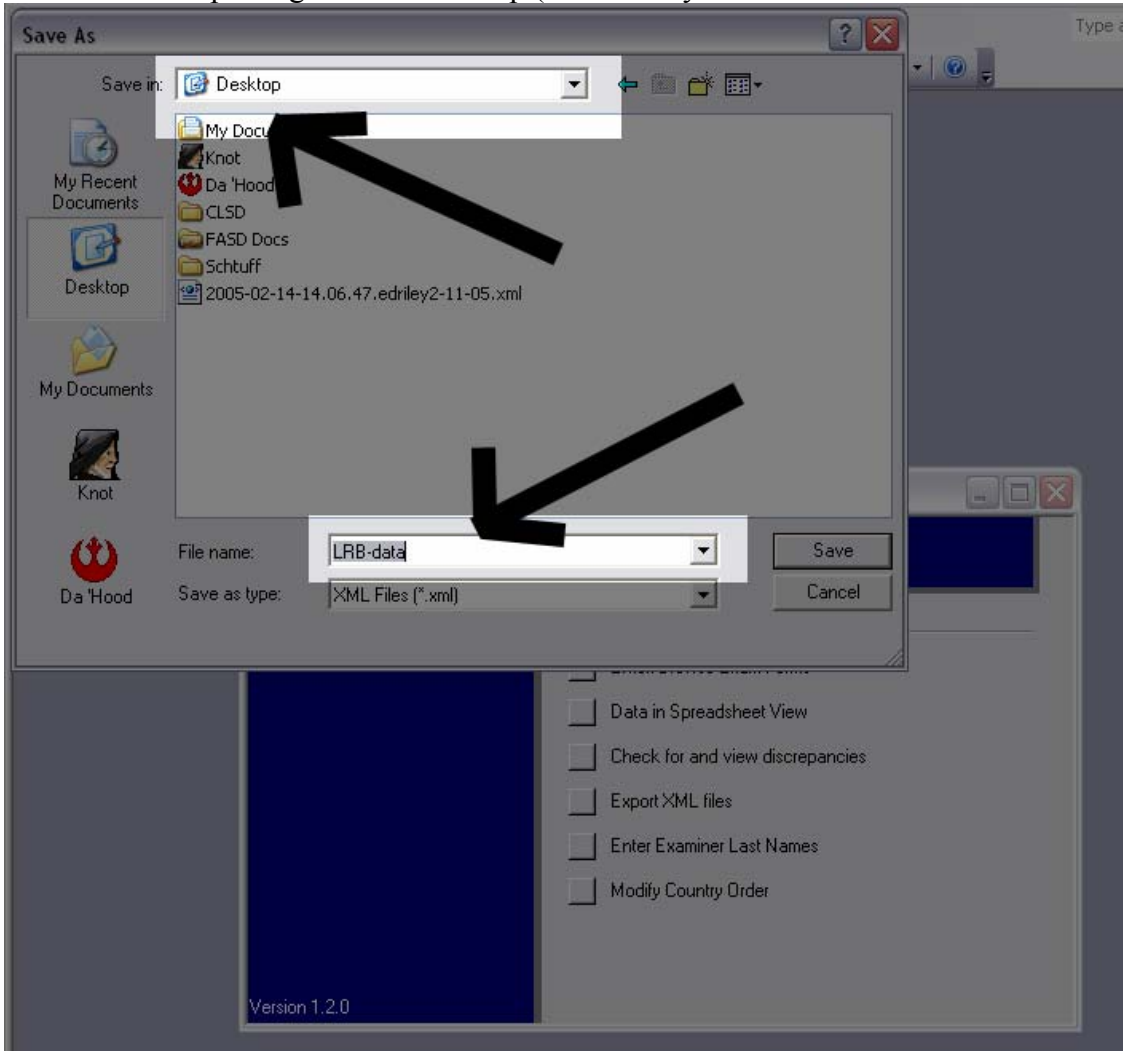 Save As
Type a
Save in:
Desktop
My Docu
Knot
Da 'Hood
CLSD
FASD Docs
Schtuff
2005-02-14-14.06.47.edriley2-11-05.xml
My Recent
Documents
Desktop
My Documents
Knot
Da 'Hood
File name:
LRB-data
Save
Save as type:
XML Files (*.xml)
Cancel
Data in Spreadsheet View
Check for and view discrepancies
Export XML files
Enter Examiner Last Names
Modify Country Order
Version 1.2.0